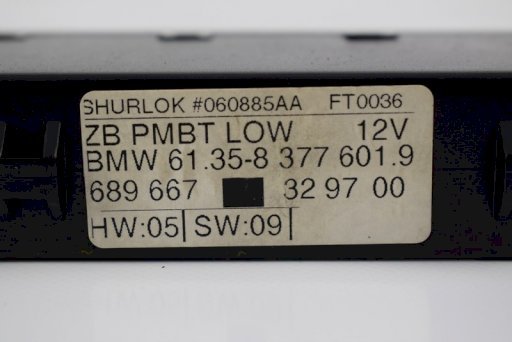 SHURLOK #060885AA FT0036
ZB PMBT LOW 12V
BMW 61.35-8 377 601.9
689 667 32 97 00
HW:05 SW:09